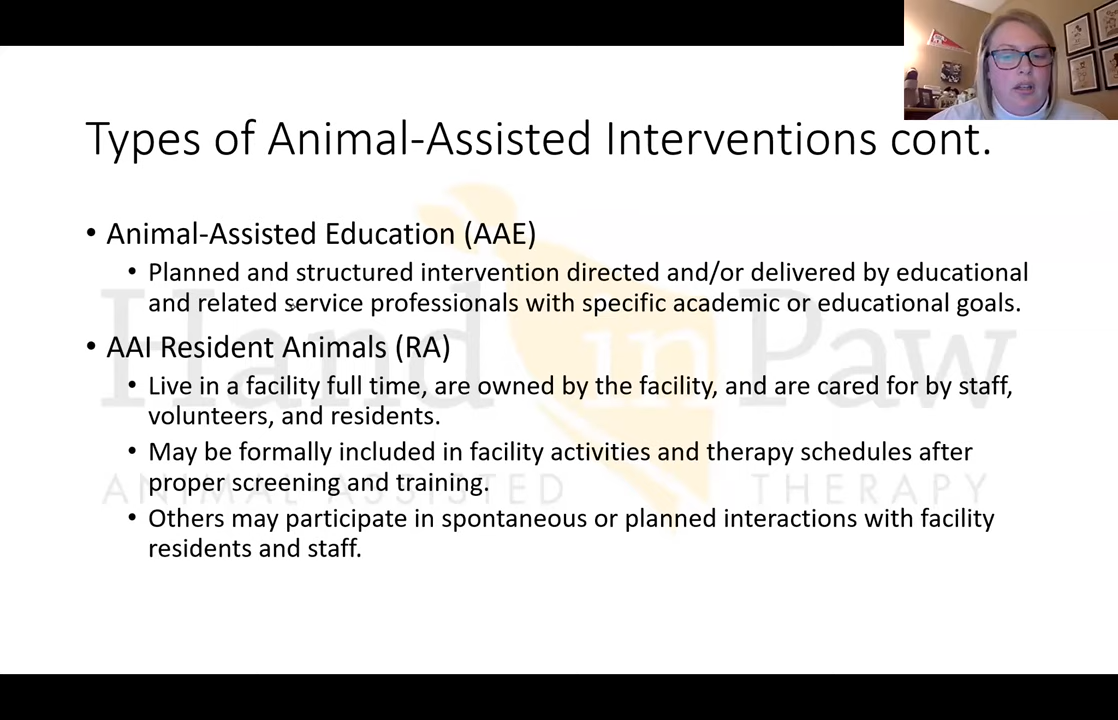 Types of Animal-Assisted Interventions cont.
• Animal-Assisted Education (AAE)
• Planned and structured intervention directed and/or delivered by educational
and related service professionals with specific academic or educational goals.
• AAI Resident Animals (RA)
• Live in a facility full time, are owned by the facility, and are cared for by staff,
volunteers, and residents.
• May be formally included in facility activities and therapy schedules after
proper screening and training.
• Others may participate in spontaneous or planned interactions with facility
residents and staff.
Hand in Paw
ANIMAL ASSISTED THERAPY